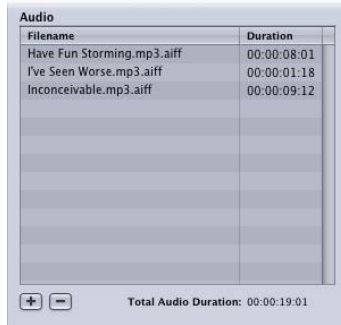 Audio
Filename Duration
Have Fun Storming.mp3.aiff 00:00:08:01
I've Seen Worse.mp3.aiff 00:00:01:18
Inconceivable.mp3.aiff 00:00:09:12
+ − Total Audio Duration: 00:00:19:01